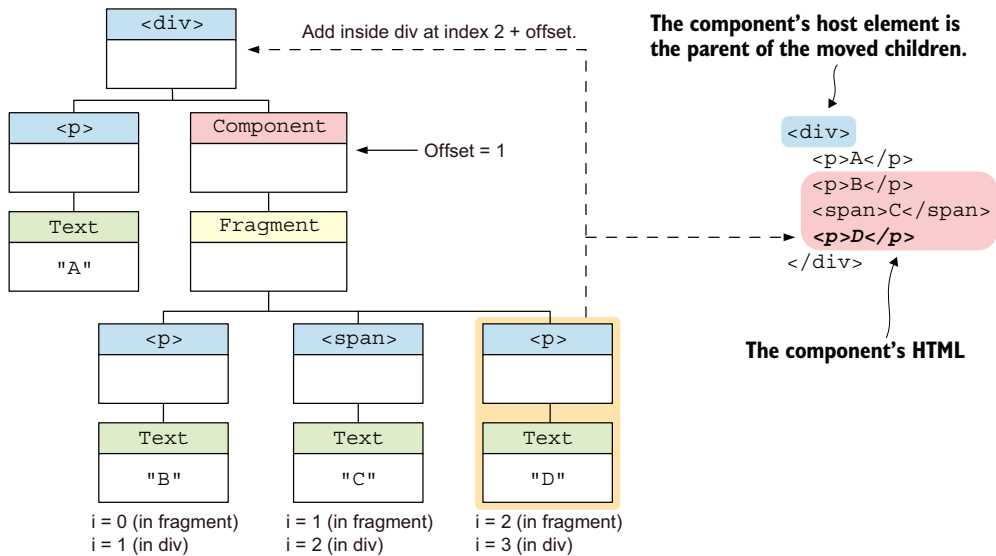 <div>
Add inside div at index 2 + offset.
<p>
Component
Offset = 1
Text
"A"
Fragment
<p>
<span>
<p>
Text
"B"
Text
"C"
Text
"D"
i = 0 (in fragment)
i = 1 (in div)
i = 1 (in fragment)
i = 2 (in div)
i = 2 (in fragment)
i = 3 (in div)
The component's host element is
the parent of the moved children.
<div>
<p>A</p>
<p>B</p>
<span>C</span>
<p>D</p>
</div>
The component's HTML